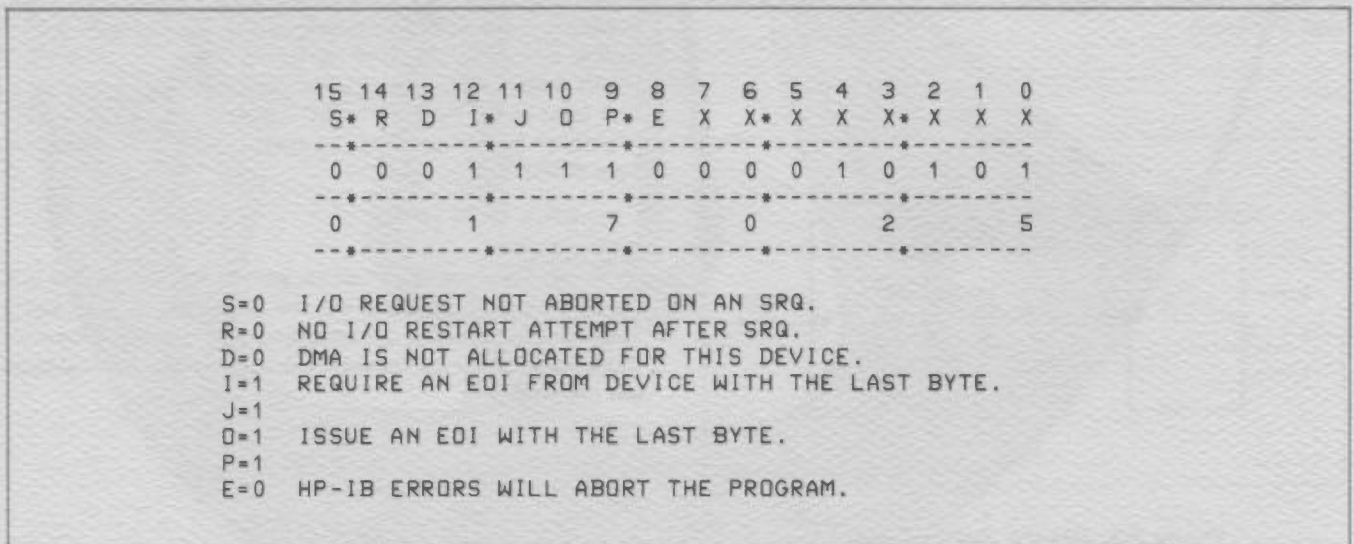 15 14 13 12 11 10 9 8 7 6 5 4 3 2 1 0
S* R D I* J O P* E X X* X X X* X X X
--*---------*---------*---------*---------*---------
0 0 0 1 1 1 1 0 0 0 0 1 0 1 0 1
--*---------*---------*---------*---------*---------
0 1 7 0 2 5
--*---------*---------*---------*---------*---------
S=0 I/O REQUEST NOT ABORTED ON AN SRQ.
R=0 NO I/O RESTART ATTEMPT AFTER SRQ.
D=0 DMA IS NOT ALLOCATED FOR THIS DEVICE.
I=1 REQUIRE AN EOI FROM DEVICE WITH THE LAST BYTE.
J=1
O=1 ISSUE AN EOI WITH THE LAST BYTE.
P=1
E=0 HP-IB ERRORS WILL ABORT THE PROGRAM.